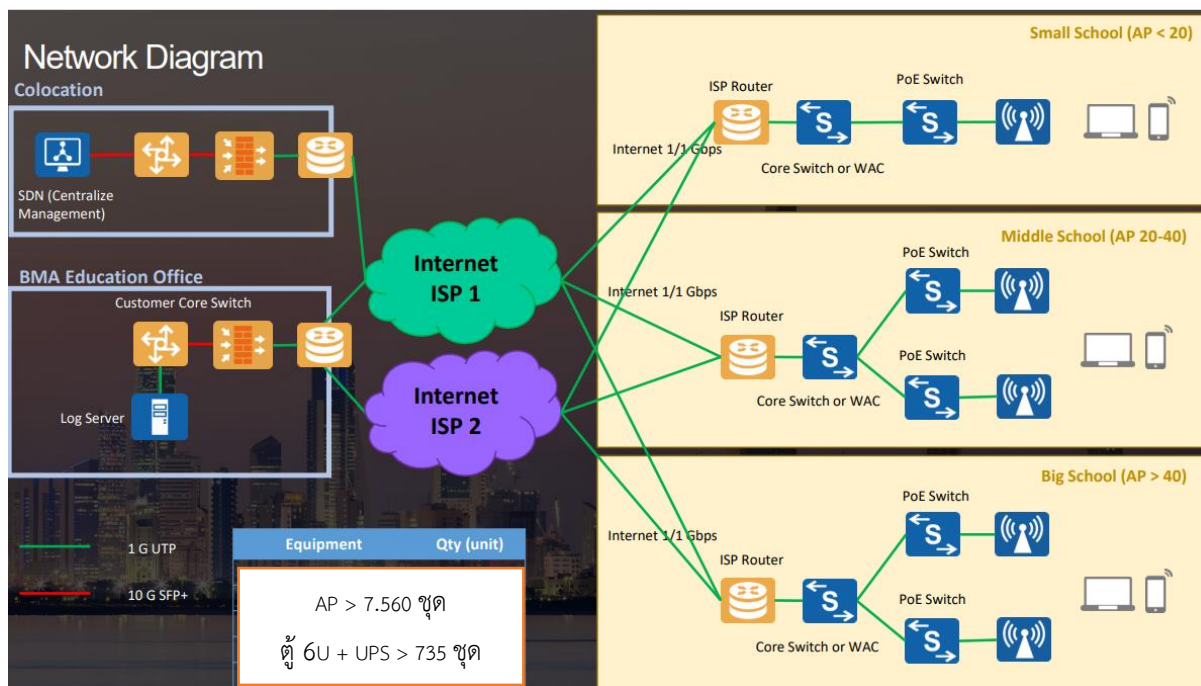 Network Diagram
Colocation
SDN (Centralize
Management)
BMA Education Office
Customer Core Switch
Log Server
1 G UTP
10 G SFP+
Internet
ISP 1
Internet
ISP 2
Equipment Qty (unit)
AP > 7.560 ชุด
ตู้ 6U + UPS > 735 ชุด
Small School (AP < 20)
ISP Router
PoE Switch
Internet 1/1 Gbps
Core Switch or WAC
Middle School (AP 20-40)
PoE Switch
Internet 1/1 Gbps
ISP Router
PoE Switch
Core Switch or WAC
Big School (AP > 40)
PoE Switch
Internet 1/1 Gbps
ISP Router
PoE Switch
Core Switch or WAC